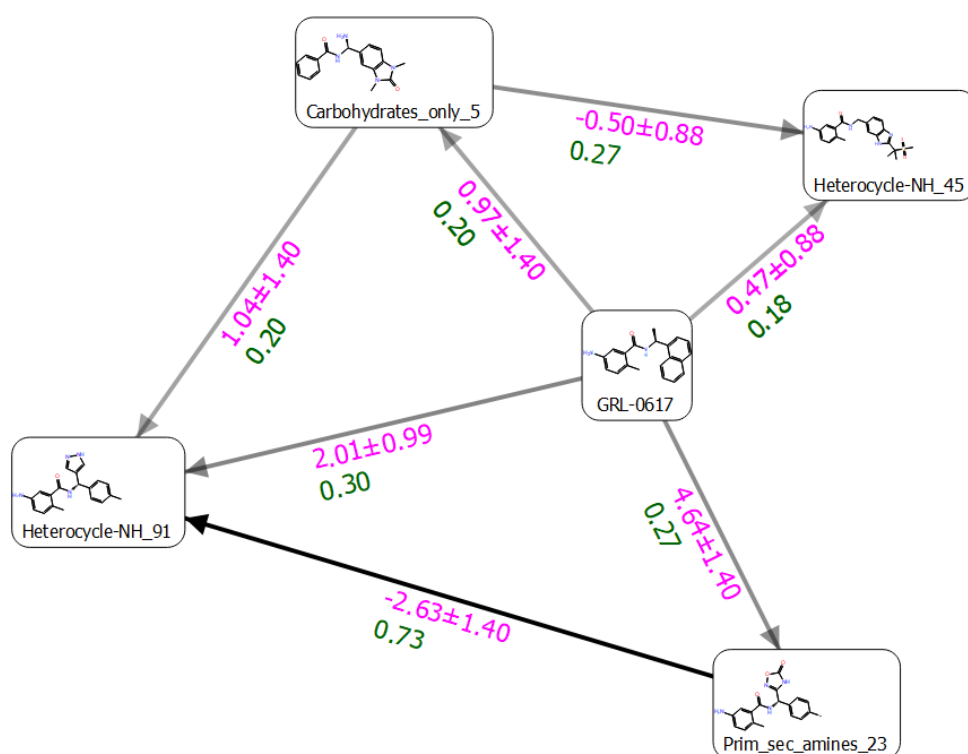 Carbohydrates_only_5
-0.50±0.88
0.27
Heterocycle-NH_45
0.97±1.40
0.20
0.47±0.88
0.18
1.04±1.40
0.20
GRL-0617
2.01±0.99
0.30
Heterocycle-NH_91
4.64±1.40
0.27
-2.63±1.40
0.73
Prim_sec_amines_23